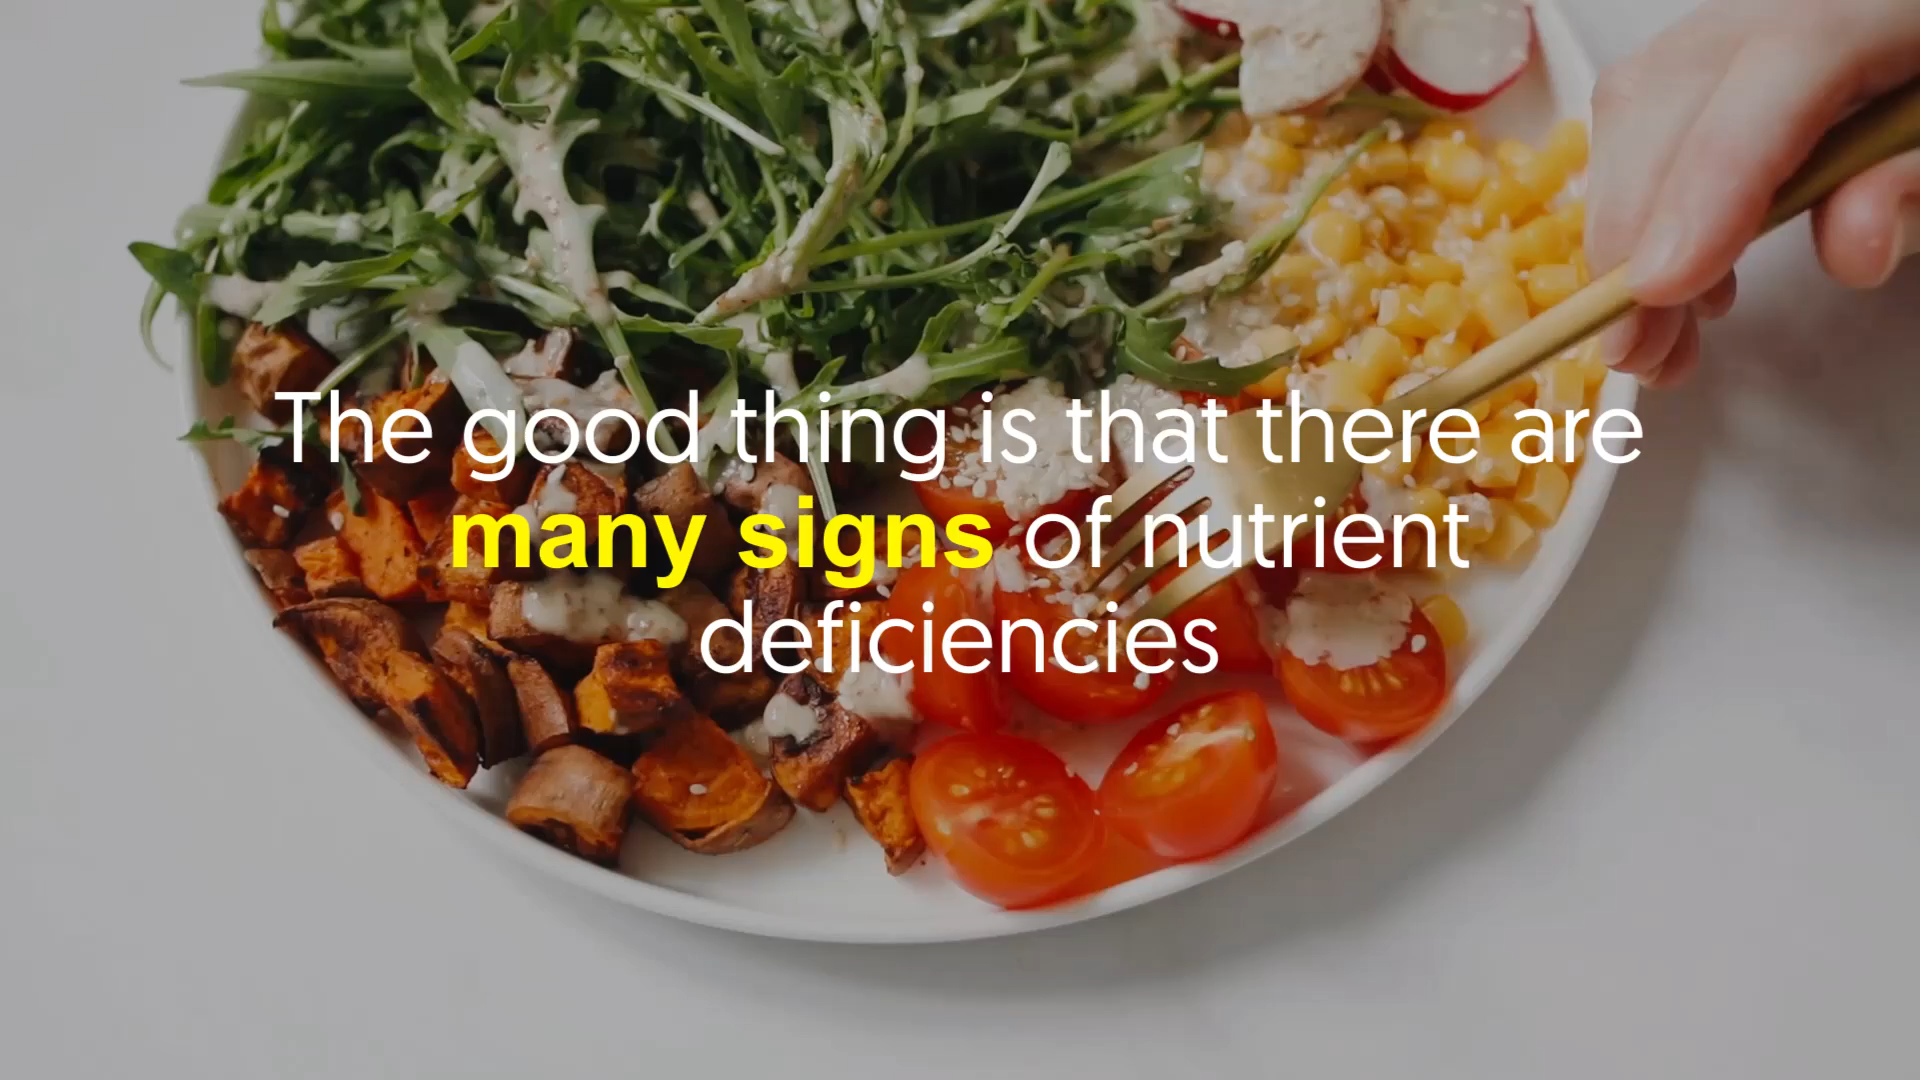 The good thing is that there are
many signs of nutrient
deficiencies